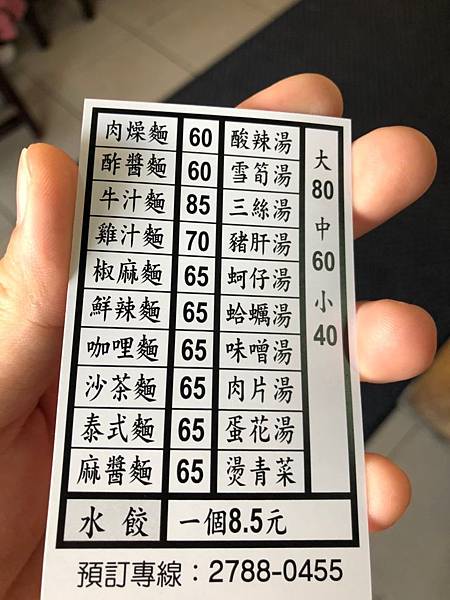 肉燥麵 60 酸辣湯 大
酢醬麵 60 雪筍湯 80
牛汁麵 85 三絲湯 中
雞汁麵 70 豬肝湯 60
椒麻麵 65 蚵仔湯 小
鮮辣麵 65 蛤蠣湯 40
咖哩麵 65 味噌湯
沙茶麵 65 肉片湯
泰式麵 65 蛋花湯
麻醬麵 65 燙青菜
水餃 一個8.5元
預訂專線：2788-0455